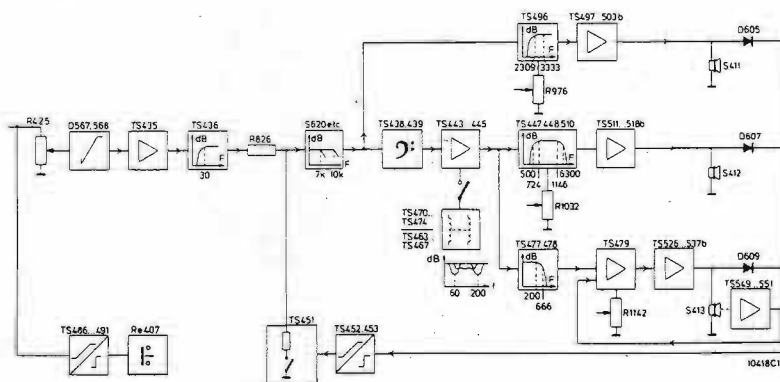 TS496
TS497...503b
D605
dB
F
2309 3333
R976
S411
R425
D567,568
TS435
TS436
R826
S620etc
TS438,439
TS443...445
TS447,448,510
TS511...518b
D607
dB
F
30
dB
F
7k 10k
dB
F
500 6300
724 1146
R1032
S412
TS470...
TS474
TS463...
TS467
dB
f
60 200
TS477,478
TS479
TS526...537b
D609
dB
F
200
666
R1142
S413
TS549...551
TS486...491
Re407
TS451
TS452,453
10418C1